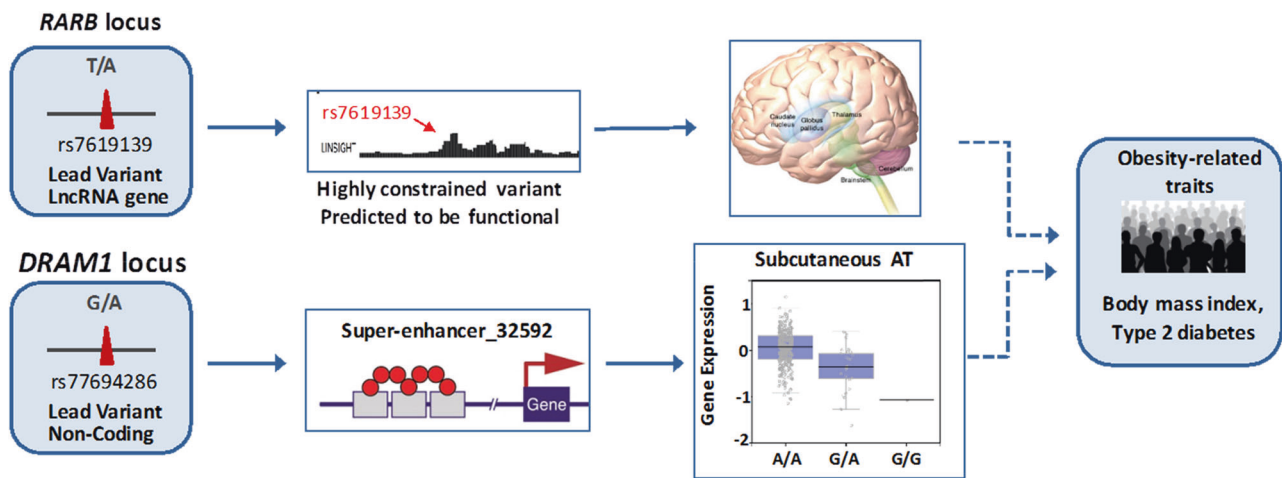 RARB locus
T/A
rs7619139
Lead Variant
LncRNA gene
rs7619139
LINSIGHT
Highly constrained variant
Predicted to be functional
Caudate
nucleus
Globus
pallidus
Thalamus
Cerebellum
Brainstem
DRAM1 locus
G/A
rs77694286
Lead Variant
Non-Coding
Super-enhancer_32592
Gene
Subcutaneous AT
Gene Expression
1
0
-1
-2
A/A G/A G/G
Obesity-related
traits
Body mass index,
Type 2 diabetes